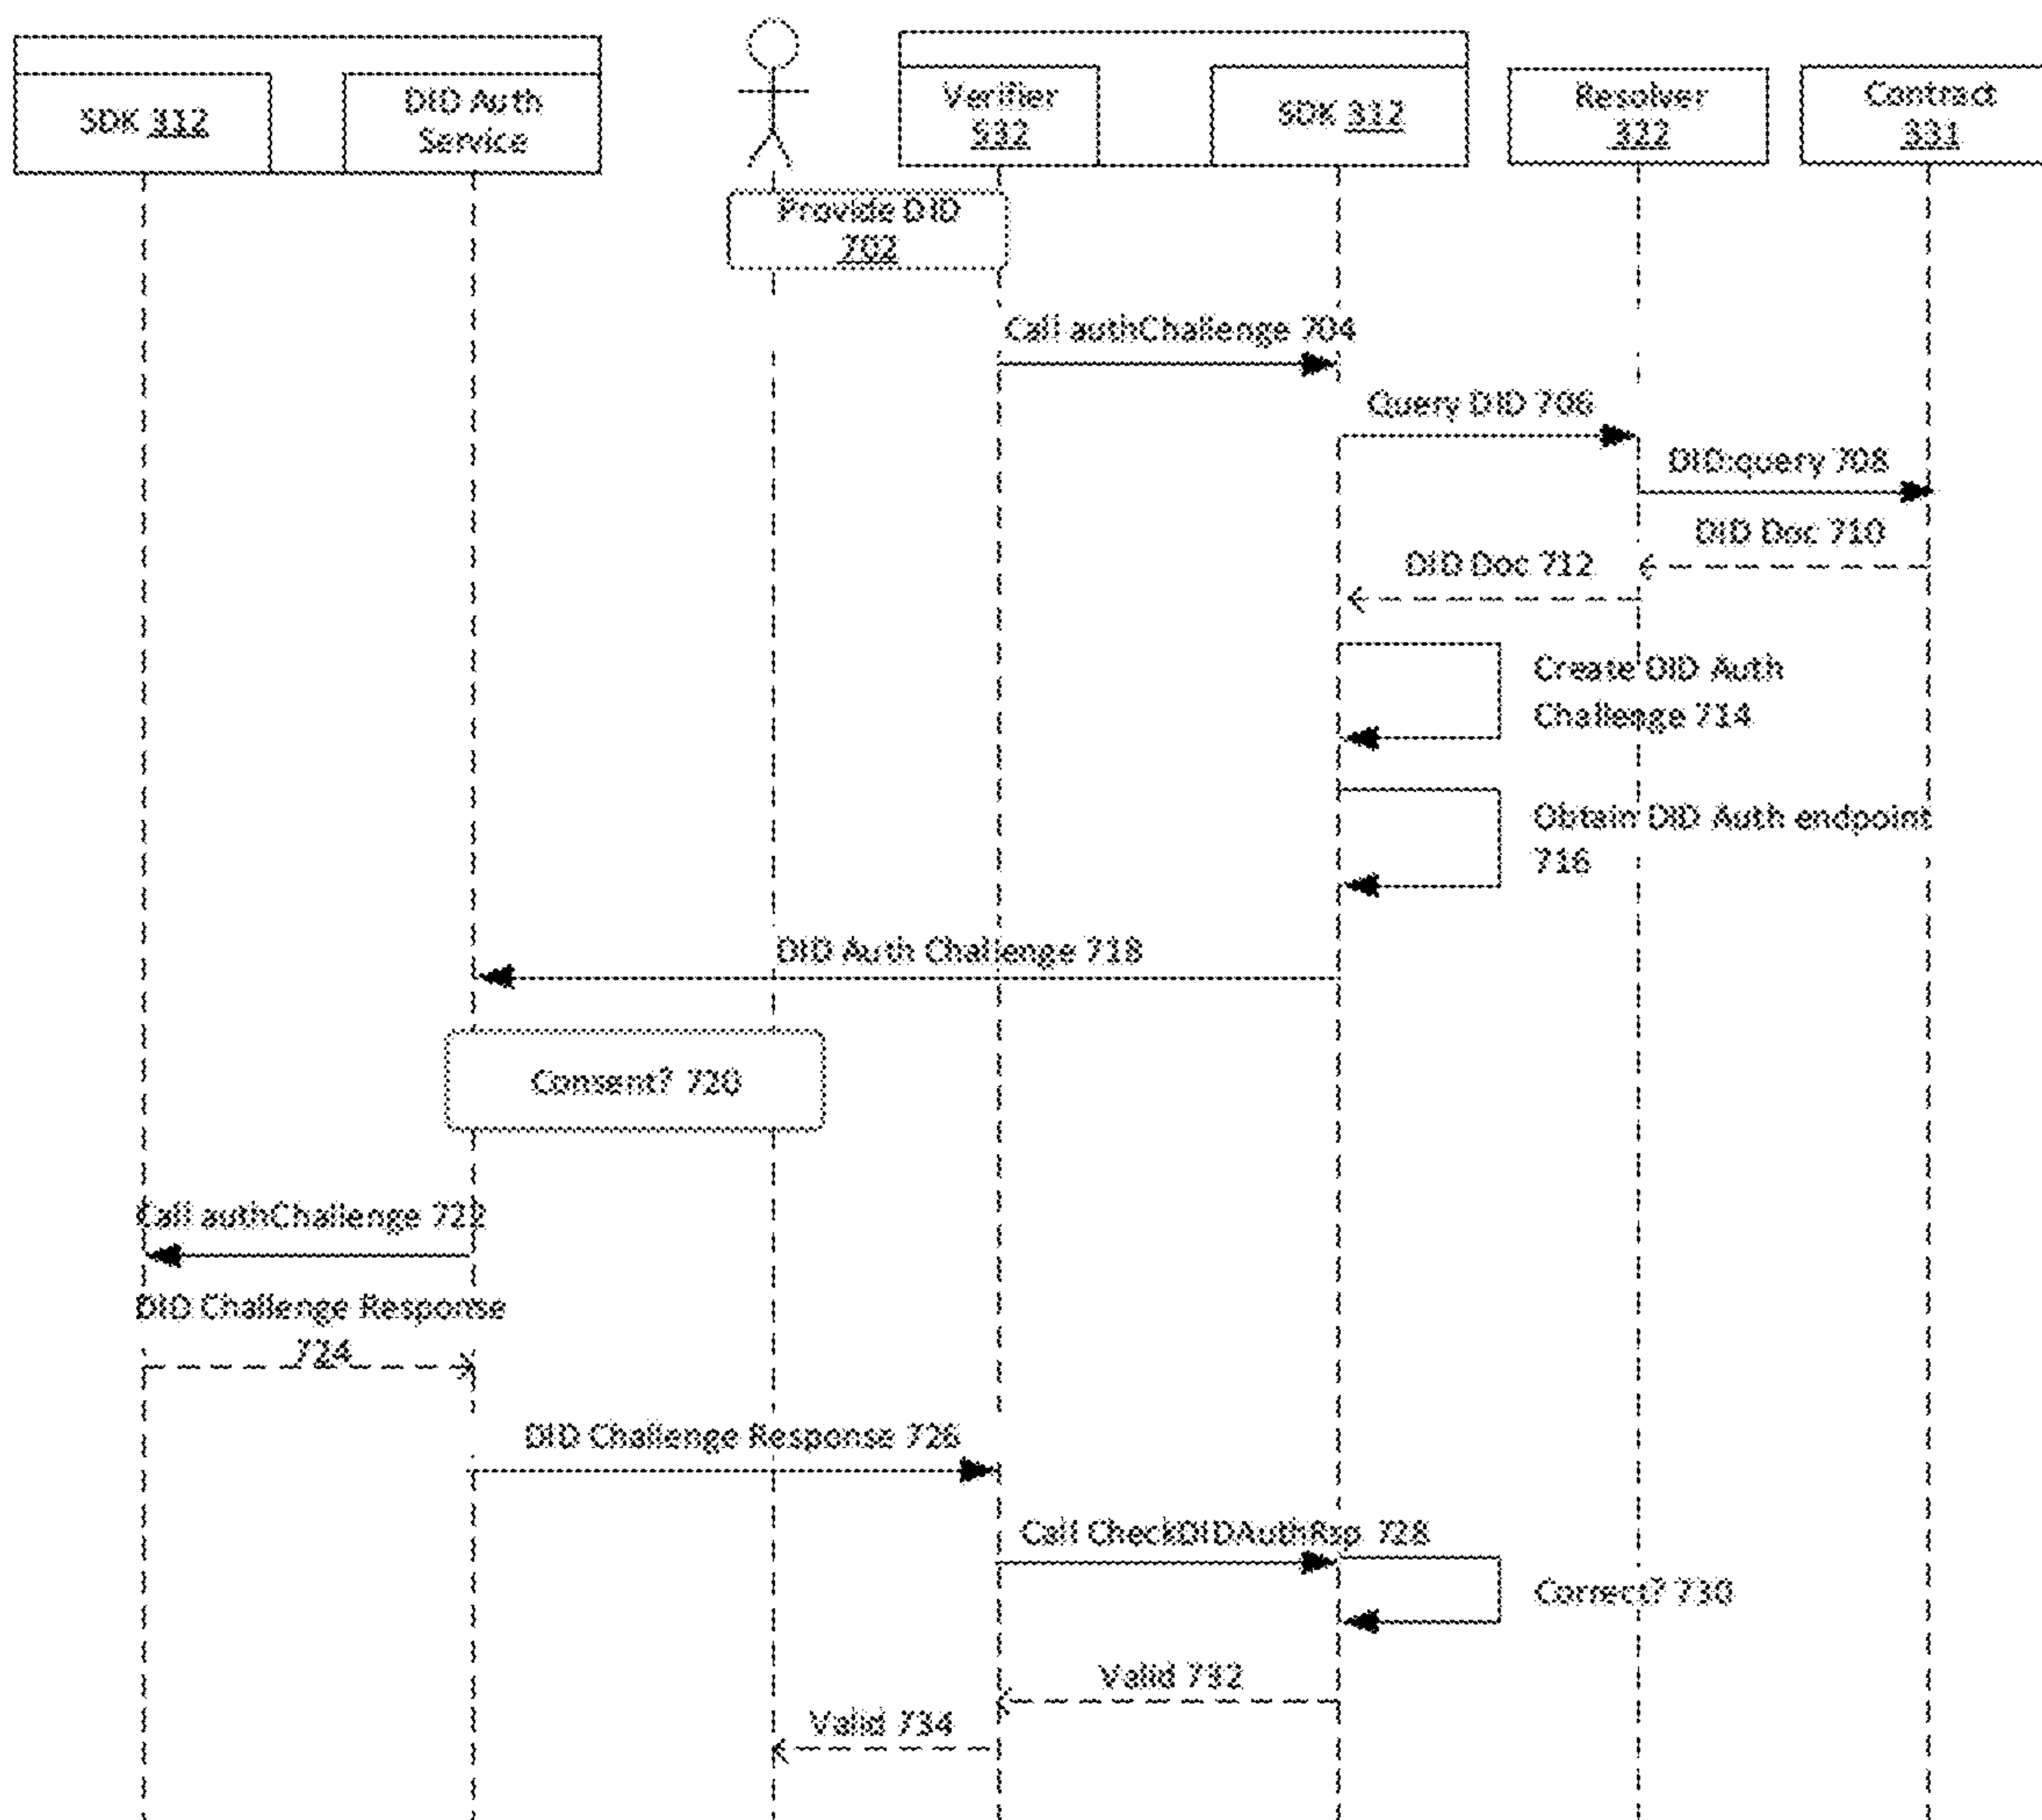 SDK 312
DID Auth
Service
Verifier
532
SDK 312
Resolver
322
Contract
331
Provide DID
702
Call authChallenge 704
Query DID 706
DID:query 708
DID Doc 710
DID Doc 712
Create DID Auth
Challenge 714
Obtain DID Auth endpoint
716
DID Auth Challenge 718
Consent? 720
Call authChallenge 722
DID Challenge Response
724
DID Challenge Response 726
Call CheckDIDAuthRsp 728
Correct? 730
Valid 732
Valid 734